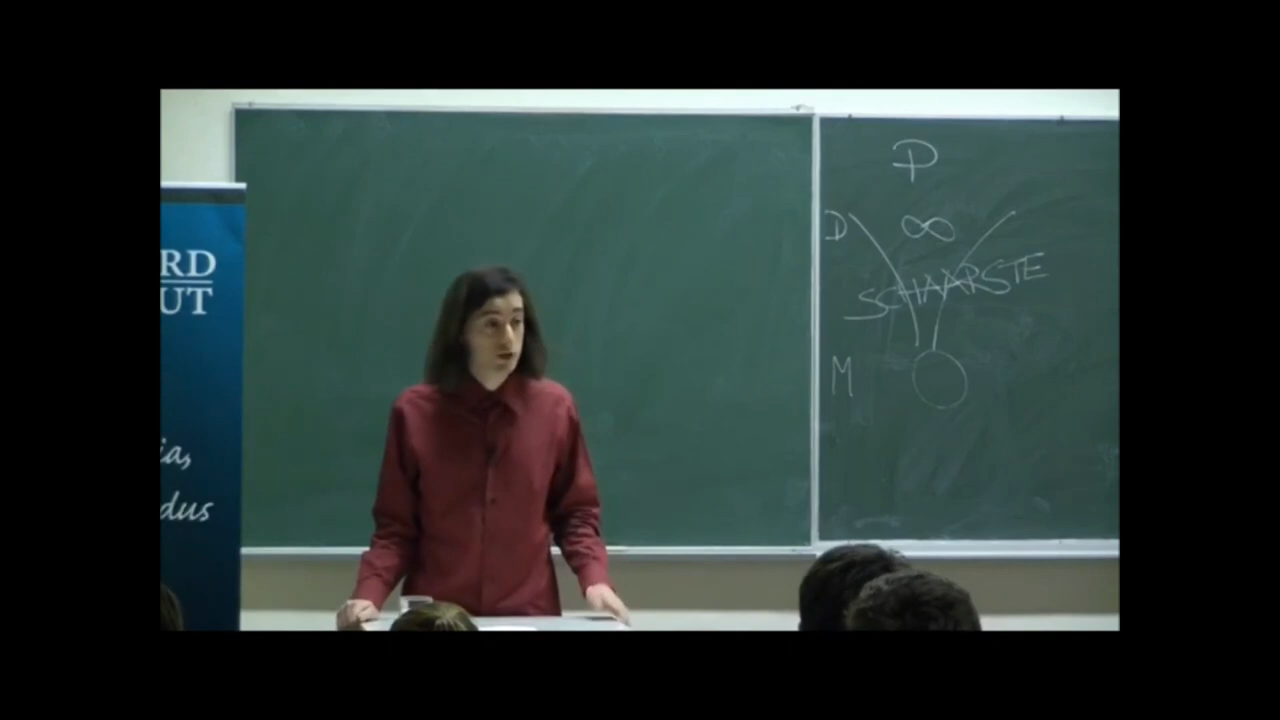 RD
UT
ia,
dus
P
D ∞
SCHAARSTE
M